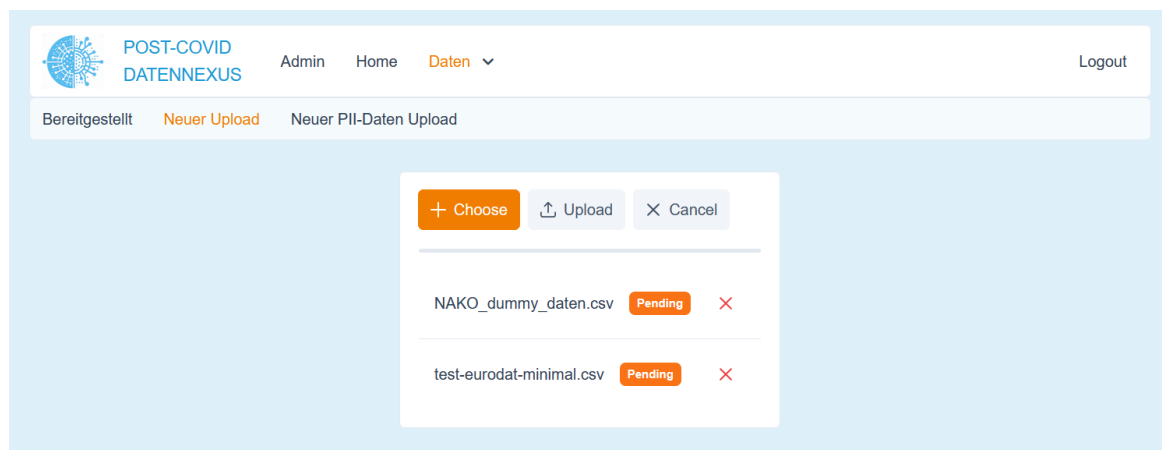 POST-COVID
DATENNEXUS
Admin Home Daten Logout
Bereitgestellt Neuer Upload Neuer PII-Daten Upload
Choose Upload Cancel
NAKO_dummy_daten.csv Pending
test-eurodat-minimal.csv Pending